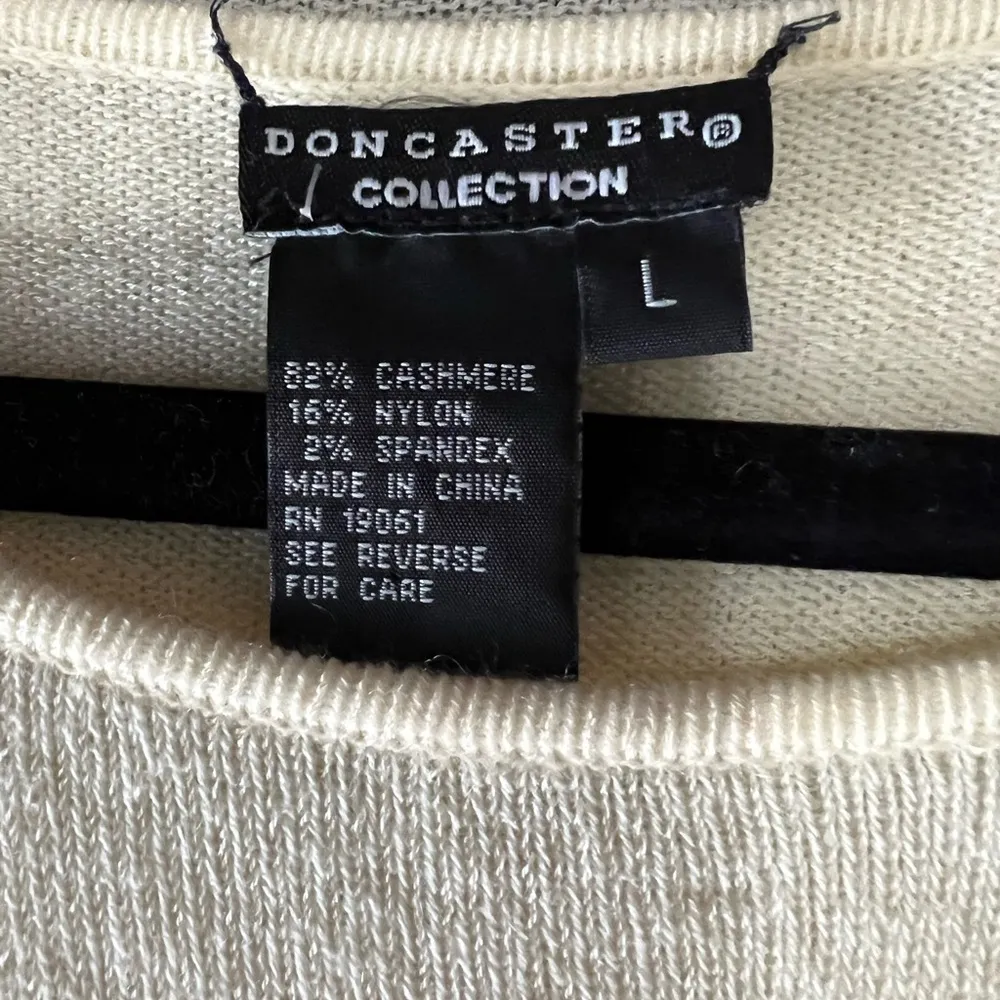 DONCASTER®
COLLECTION
L
82% CASHMERE
16% NYLON
2% SPANDEX
MADE IN CHINA
RN 19061
SEE REVERSE
FOR CARE